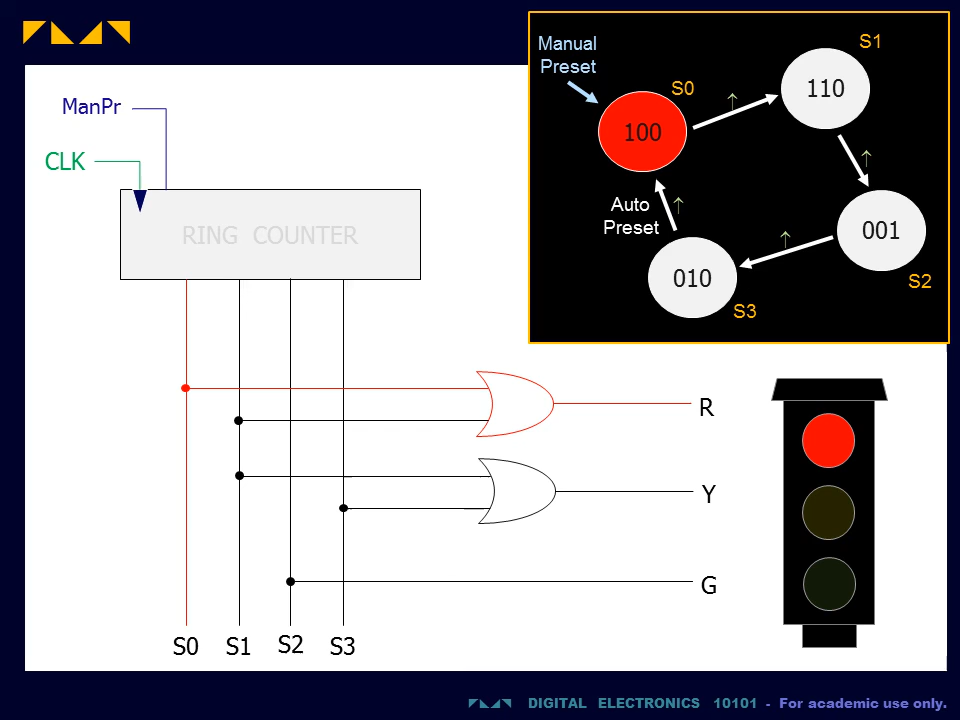 Manual
Preset
S1
S0
110
100
ManPr
CLK
Auto
Preset
001
RING COUNTER
010
S2
S3
R
Y
G
S0 S1 S2 S3
DIGITAL ELECTRONICS 10101 - For academic use only.